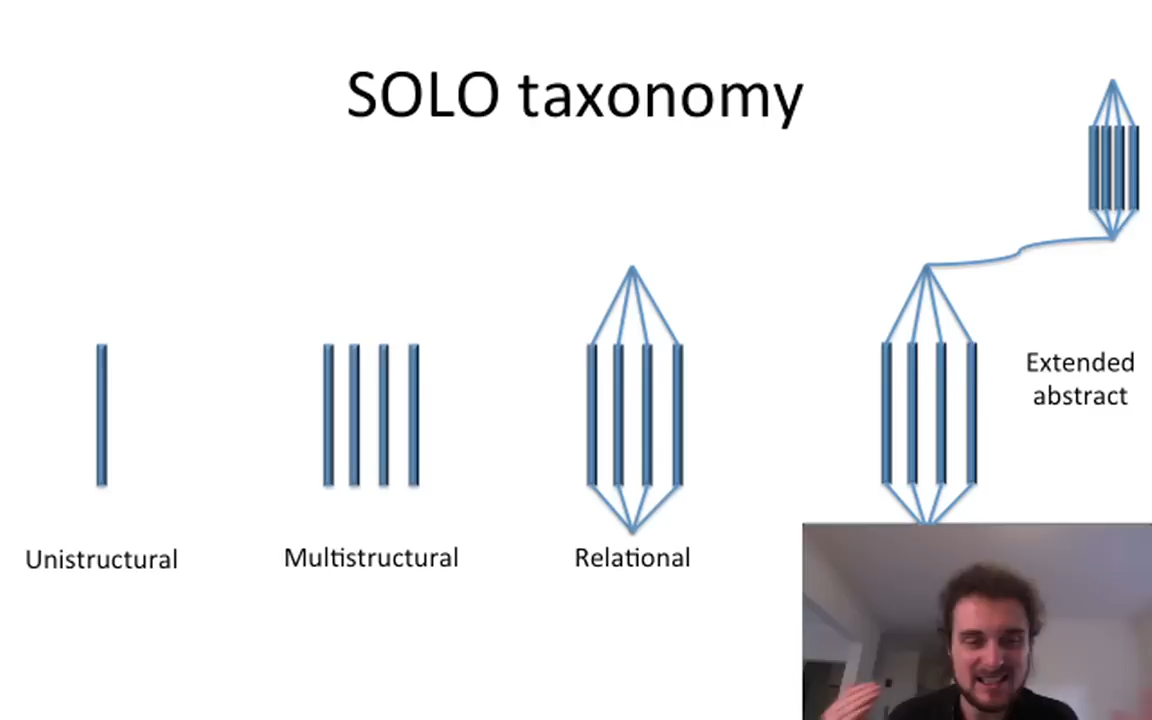 SOLO taxonomy
Extended
abstract
Unistructural
Multistructural
Relational